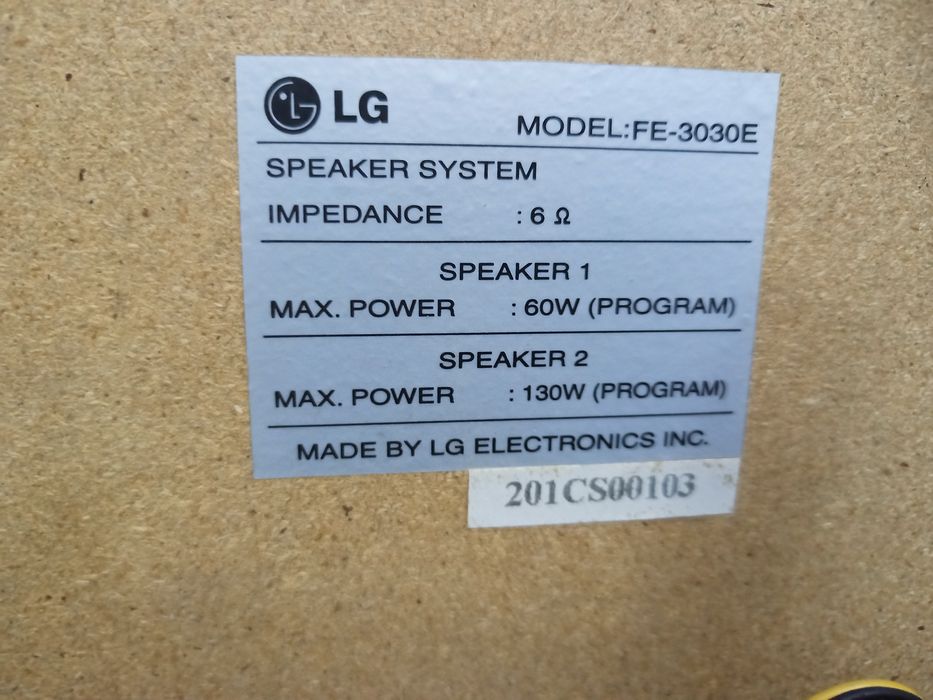 LG
MODEL:FE-3030E
SPEAKER SYSTEM
IMPEDANCE : 6 Ω
SPEAKER 1
MAX. POWER : 60W (PROGRAM)
SPEAKER 2
MAX. POWER : 130W (PROGRAM)
MADE BY LG ELECTRONICS INC.
201CS00103